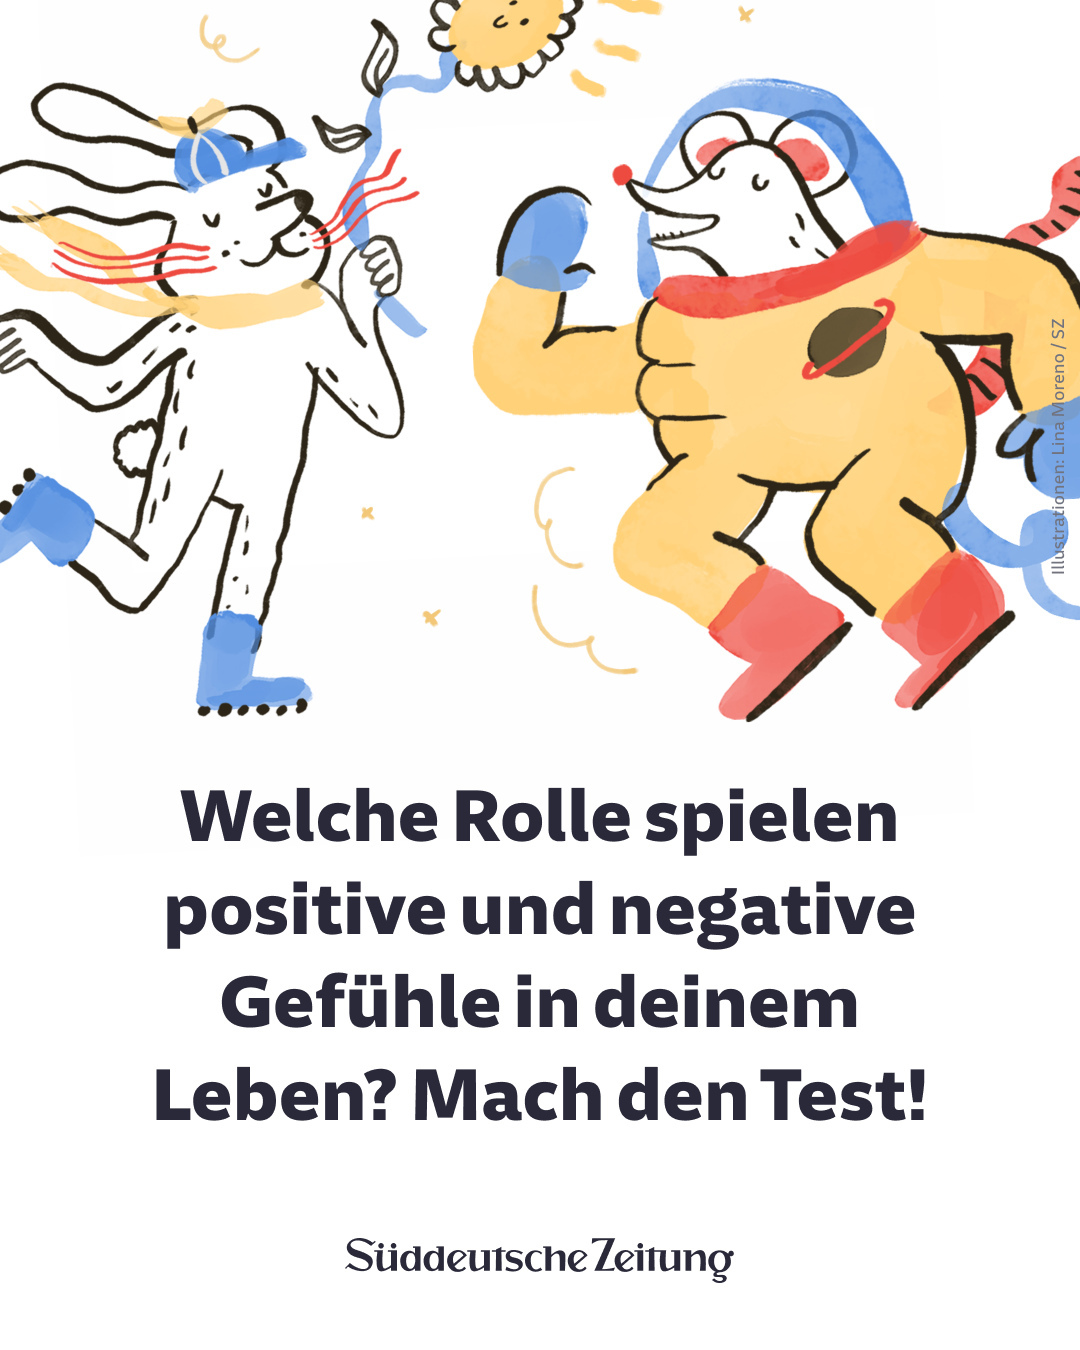 Illustrationen: Lina Moreno / SZ
Welche Rolle spielen
positive und negative
Gefühle in deinem
Leben? Mach den Test!
Süddeutsche Zeitung